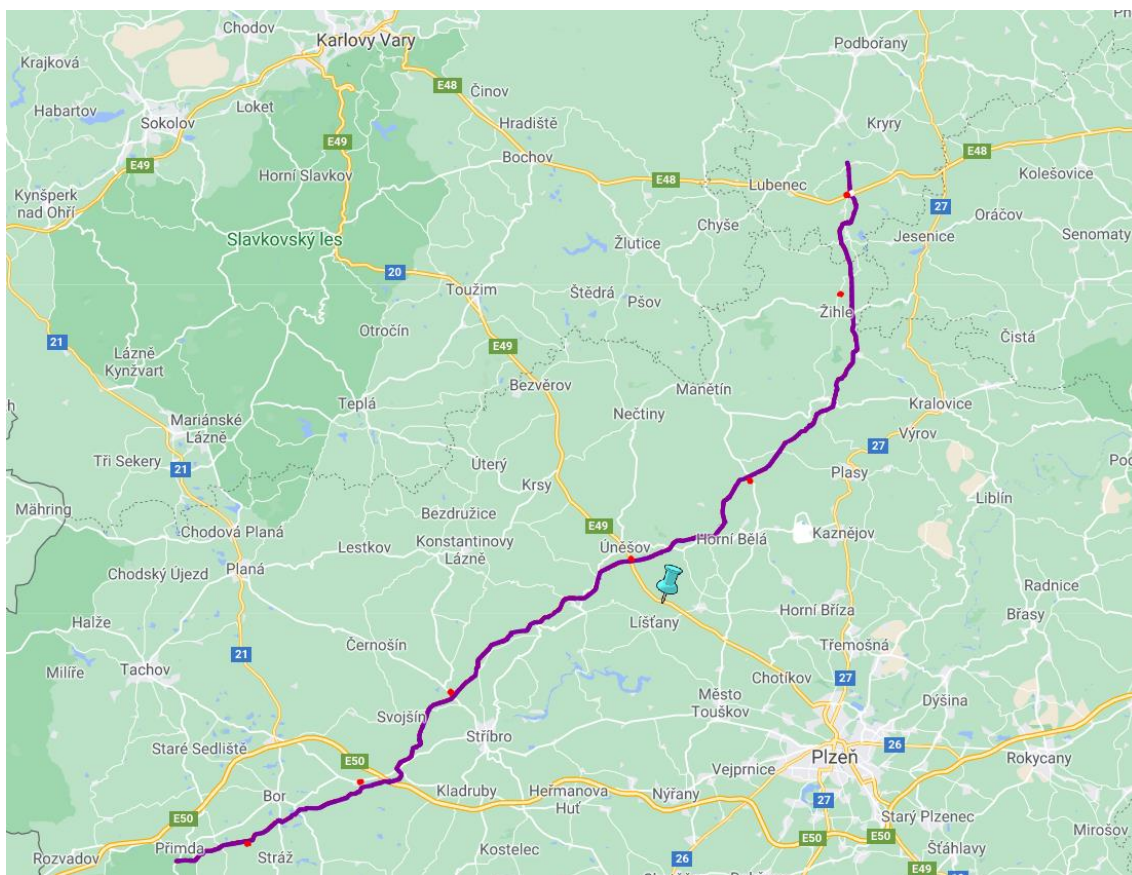 Chodov
Karlovy Vary
Podbořany
Krajková
E48
Činov
Habartov
Loket
Hradiště
Kryry
Sokolov
E49
E49
Bochov
E48
E48
Kolešovice
Kynšperk
nad Ohří
Horní Slavkov
Lubenec
27
Oráčov
Chyše
Jesenice
Senomaty
Slavkovský les
Žlutice
20
Toužim
Štědrá
Pšov
Žihle
21
Otročín
Čistá
Lázně
Kynžvart
E49
Bezvěrov
Manětín
Teplá
Nečtiny
Kralovice
Mariánské
Lázně
Výrov
Tři Sekery
21
27
Úterý
Plasy
Krsy
Liblín
Mähring
Bezdružice
Chodová Planá
E49
Horní Bělá
Kaznějov
Lestkov
Konstantinovy
Lázně
Úněšov
Chodský Újezd
Planá
Radnice
Horní Bříza
Břasy
Halže
Líšťany
Třemošná
Černošín
21
Milíře
Tachov
Chotíkov
27
Dýšina
Město
Touškov
Svojšín
Stříbro
Staré Sedliště
26
Plzeň
E50
Vejprnice
Rokycany
Bor
Kladruby
Heřmanova
Huť
Nýřany
27
E50
Starý Plzenec
Přimda
E50
Mirošov
Rozvadov
Stráž
Kostelec
26
Šťáhlavy
E49